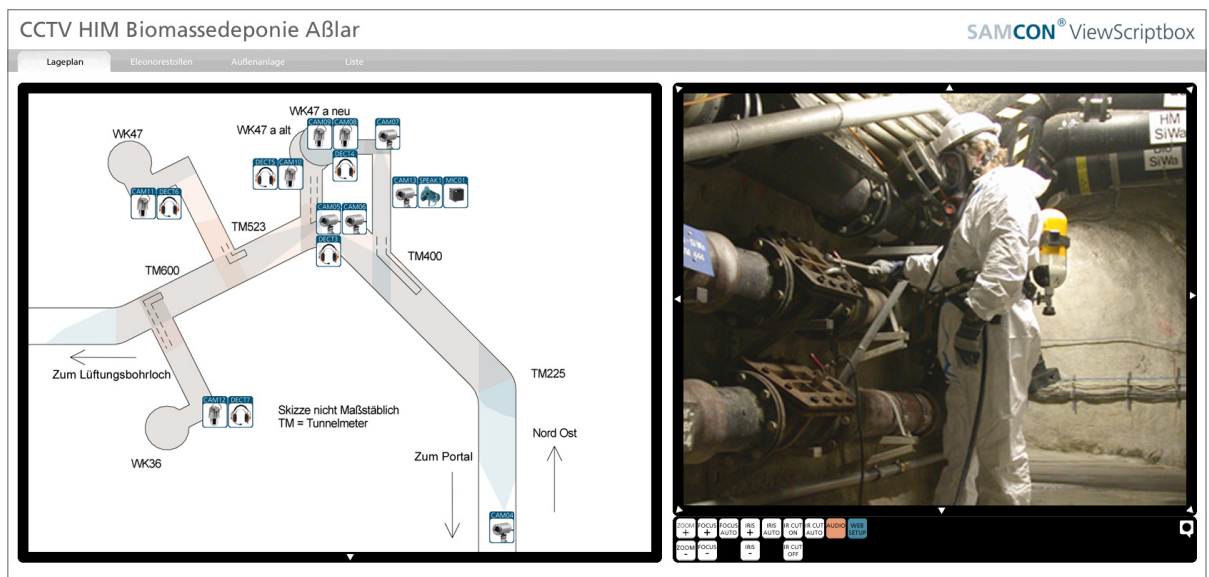 CCTV HIM Biomassedeponie Aßlar
SAMCON® ViewScriptbox
Lageplan
Eleonorestollen
Außenanlage
Liste
WK47 a neu
WK47
WK47 a alt
CAM09
CAM08
CAM07
DECT5
CAM10
DECT4
CAM11
DECT6
CAM13
SPEAK1
MIC01
CAM05
CAM06
TM523
DECT3
TM400
TM600
Zum Lüftungsbohrloch
TM225
CAM12
DECT7
Skizze nicht Maßstäblich
TM = Tunnelmeter
WK36
Nord Ost
Zum Portal
CAM04
HM
SiWa
SiWa
ZOOM +
FOCUS +
FOCUS AUTO
IRIS +
IRIS AUTO
IR CUT ON
IR CUT AUTO
AUDIO
WEB SETUP
ZOOM -
FOCUS -
IRIS -
IR CUT OFF